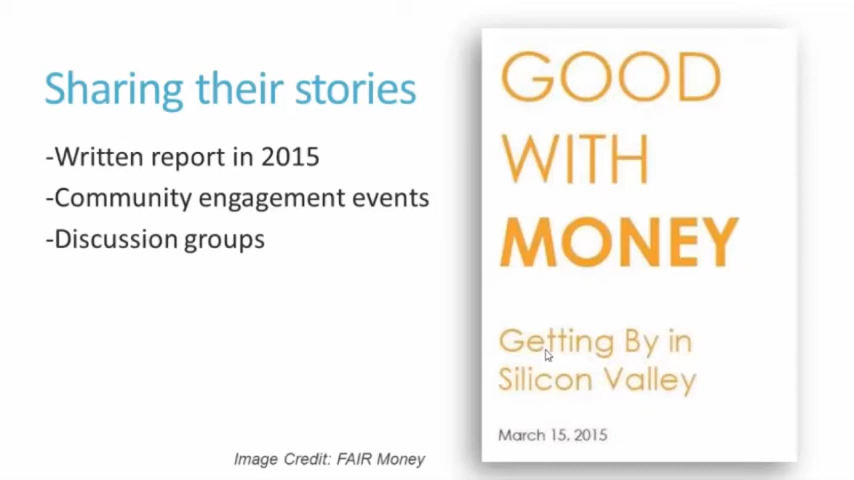 Sharing their stories
-Written report in 2015
-Community engagement events
-Discussion groups
Image Credit: FAIR Money
GOOD
WITH
MONEY
Getting By in
Silicon Valley
March 15, 2015